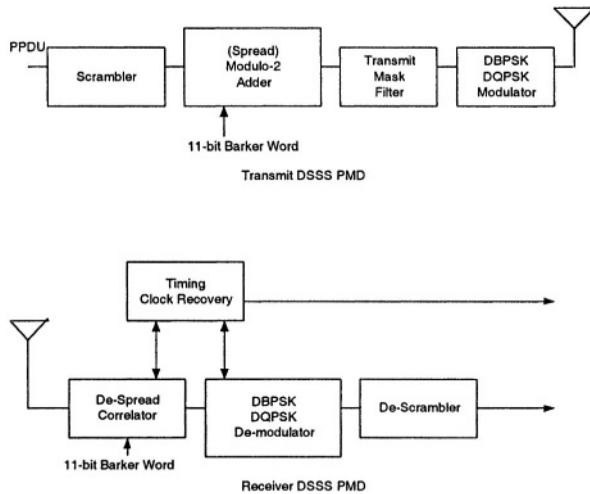 PPDU
Scrambler
(Spread)
Modulo-2
Adder
Transmit
Mask
Filter
DBPSK
DQPSK
Modulator
11-bit Barker Word
Transmit DSSS PMD
Timing
Clock Recovery
De-Spread
Correlator
DBPSK
DQPSK
De-modulator
De-Scrambler
11-bit Barker Word
Receiver DSSS PMD